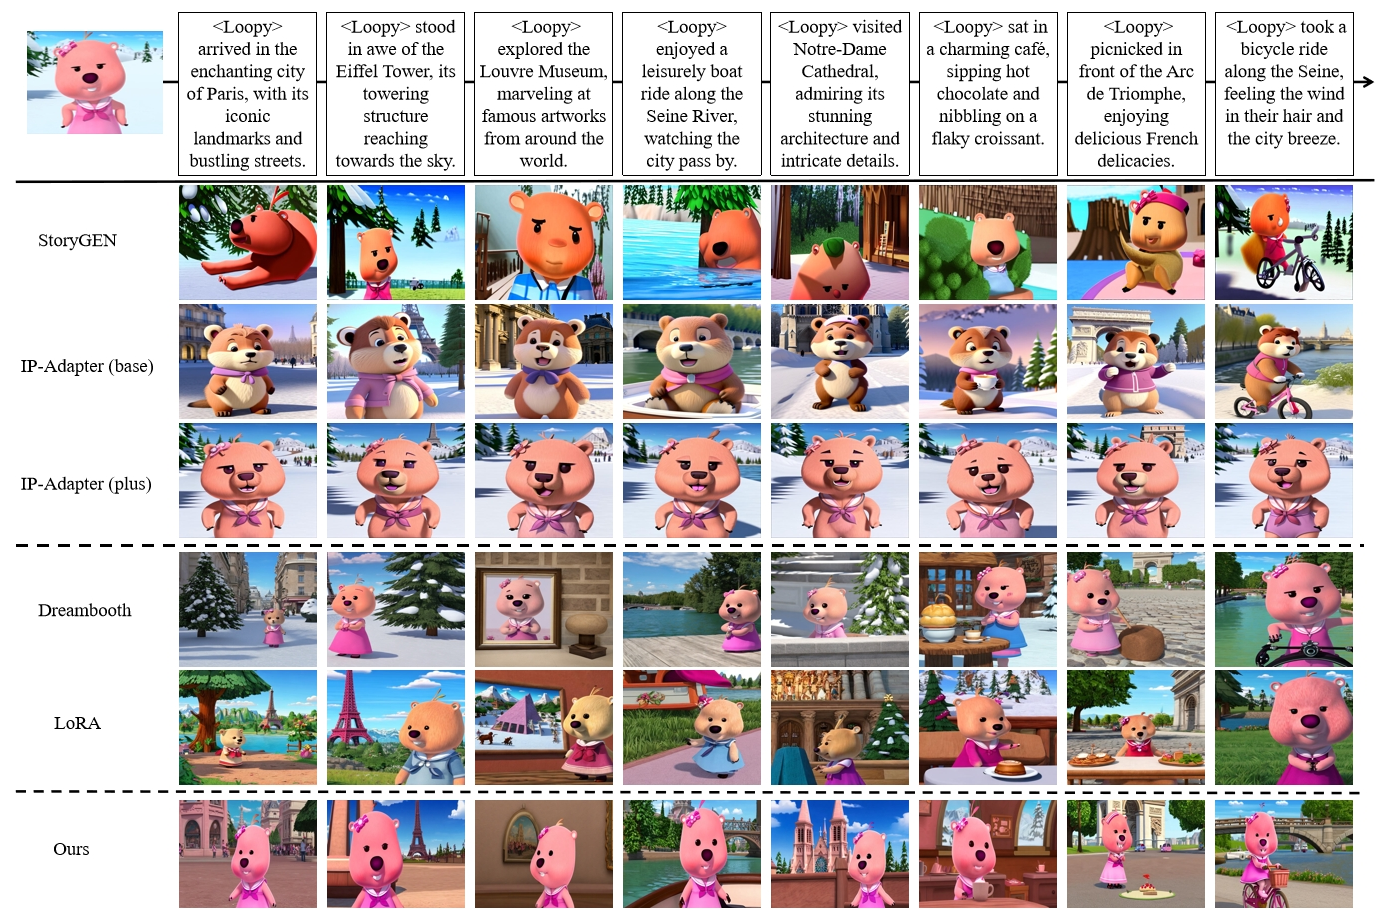 <Loopy>
arrived in the
enchanting city
of Paris, with its
iconic
landmarks and
bustling streets.
<Loopy> stood
in awe of the
Eiffel Tower, its
towering
structure
reaching
towards the sky.
<Loopy>
explored the
Louvre Museum,
marveling at
famous artworks
from around the
world.
<Loopy>
enjoyed a
leisurely boat
ride along the
Seine River,
watching the
city pass by.
<Loopy> visited
Notre-Dame
Cathedral,
admiring its
stunning
architecture and
intricate details.
<Loopy> sat in
a charming café,
sipping hot
chocolate and
nibbling on a
flaky croissant.
<Loopy>
picnicked in
front of the Arc
de Triomphe,
enjoying
delicious French
delicacies.
<Loopy> took a
bicycle ride
along the Seine,
feeling the wind
in their hair and
the city breeze.
StoryGEN
IP-Adapter (base)
IP-Adapter (plus)
Dreambooth
LoRA
Ours